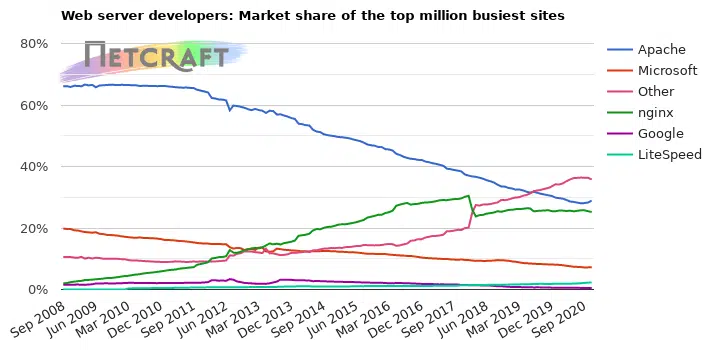 Web server developers: Market share of the top million busiest sites
NETCRAFT
80%
60%
40%
20%
0%
Apache
Microsoft
Other
nginx
Google
LiteSpeed
Sep 2008
Jun 2009
Mar 2010
Dec 2010
Sep 2011
Jun 2012
Mar 2013
Dec 2013
Sep 2014
Jun 2015
Mar 2016
Dec 2016
Sep 2017
Jun 2018
Mar 2019
Dec 2019
Sep 2020